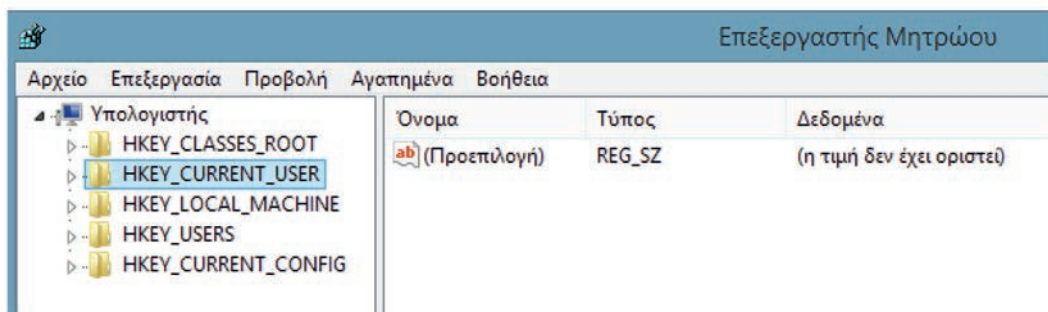 Επεξεργαστής Μητρώου
Αρχείο Επεξεργασία Προβολή Αγαπημένα Βοήθεια
Υπολογιστής
HKEY_CLASSES_ROOT
HKEY_CURRENT_USER
HKEY_LOCAL_MACHINE
HKEY_USERS
HKEY_CURRENT_CONFIG
Όνομα Τύπος Δεδομένα
ab (Προεπιλογή) REG_SZ (η τιμή δεν έχει οριστεί)